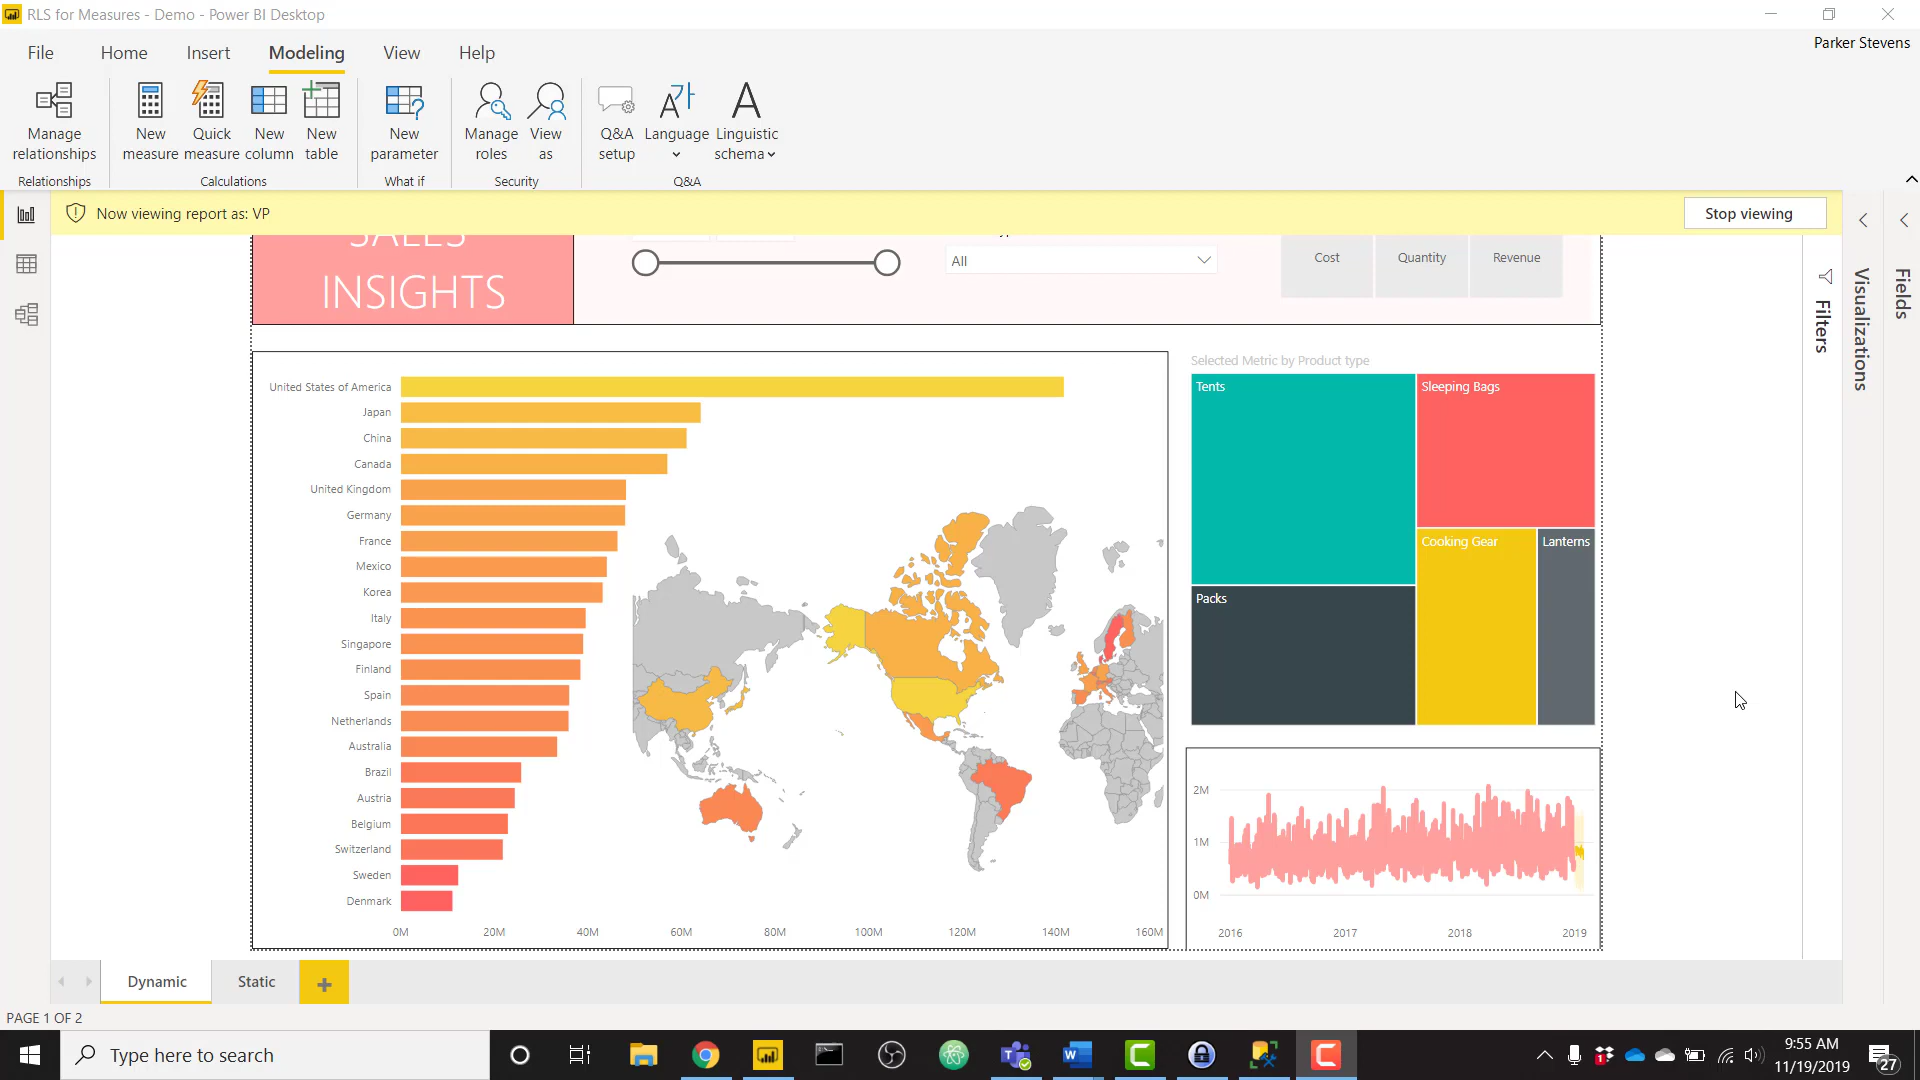 RLS for Measures - Demo - Power BI Desktop
Parker Stevens
File Home Insert Modeling View Help
Manage relationships
New measure
Quick measure
New column
New table
New parameter
Manage roles
View as
Q&A setup
Language
Linguistic schema
Relationships Calculations What if Security Q&A
Now viewing report as: VP
Stop viewing
SALES
INSIGHTS
All
Cost Quantity Revenue
Filters
Visualizations
Fields
United States of America
Japan
China
Canada
United Kingdom
Germany
France
Mexico
Korea
Italy
Singapore
Finland
Spain
Netherlands
Australia
Brazil
Austria
Belgium
Switzerland
Sweden
Denmark
0M 20M 40M 60M 80M 100M 120M 140M 160M
Selected Metric by Product type
Tents
Sleeping Bags
Packs
Cooking Gear
Lanterns
2M
1M
0M
2016 2017 2018 2019
Dynamic Static
PAGE 1 OF 2
Type here to search
9:55 AM
11/19/2019
27